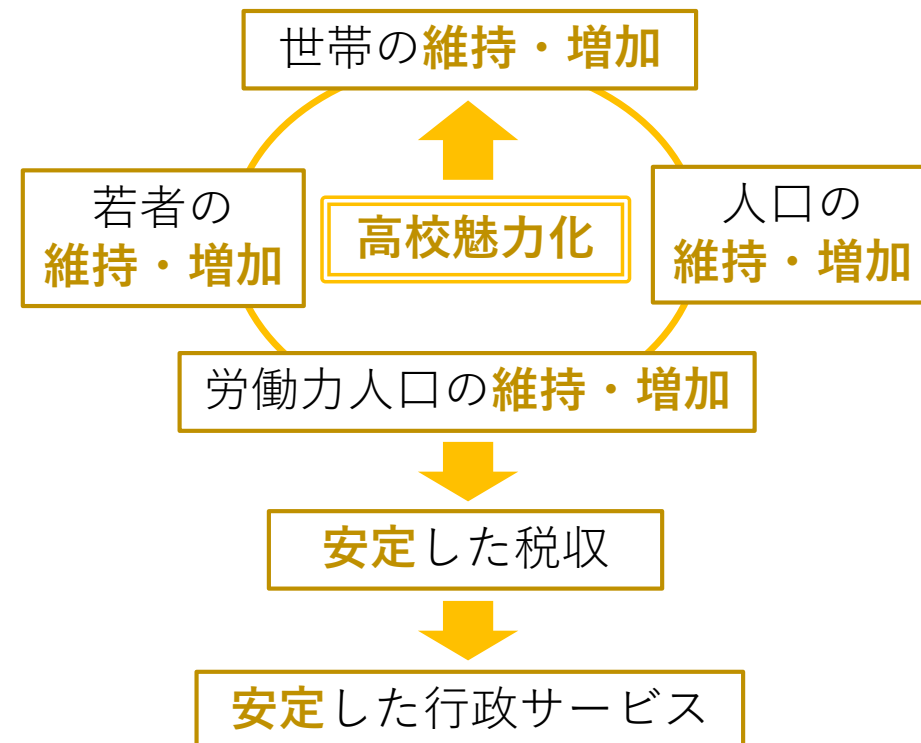 世帯の維持・増加
若者の
維持・増加
高校魅力化
人口の
維持・増加
労働力人口の維持・増加
安定した税収
安定した行政サービス